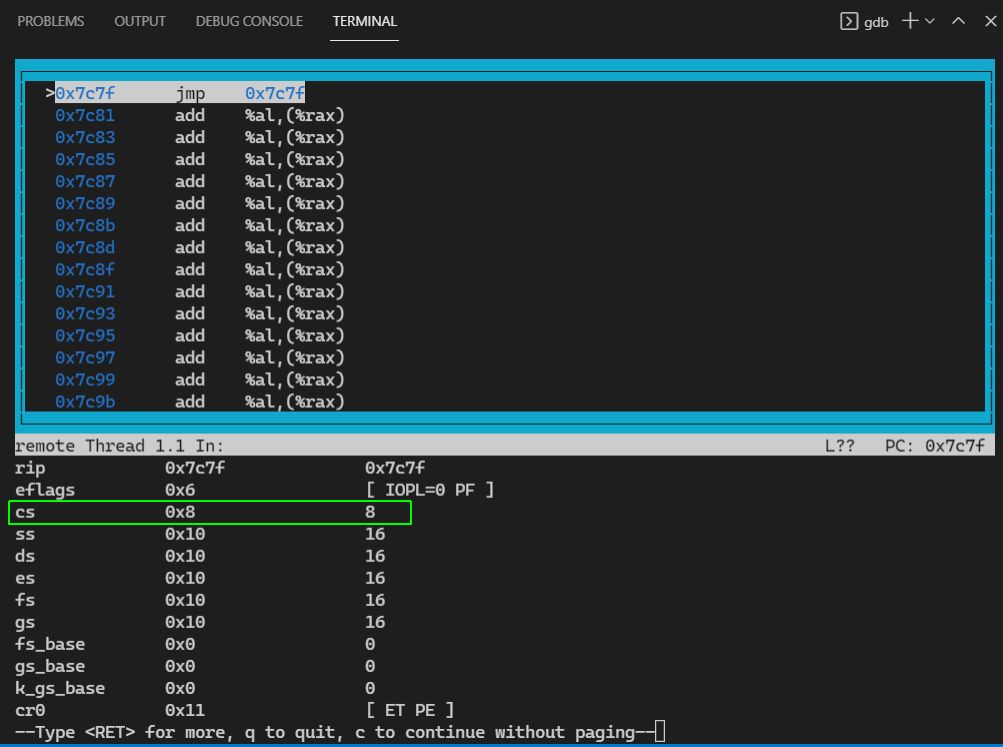 PROBLEMS OUTPUT DEBUG CONSOLE TERMINAL gdb
>0x7c7f jmp 0x7c7f
0x7c81 add %al,(%rax)
0x7c83 add %al,(%rax)
0x7c85 add %al,(%rax)
0x7c87 add %al,(%rax)
0x7c89 add %al,(%rax)
0x7c8b add %al,(%rax)
0x7c8d add %al,(%rax)
0x7c8f add %al,(%rax)
0x7c91 add %al,(%rax)
0x7c93 add %al,(%rax)
0x7c95 add %al,(%rax)
0x7c97 add %al,(%rax)
0x7c99 add %al,(%rax)
0x7c9b add %al,(%rax)
remote Thread 1.1 In: L?? PC: 0x7c7f
rip 0x7c7f 0x7c7f
eflags 0x6 [ IOPL=0 PF ]
cs 0x8 8
ss 0x10 16
ds 0x10 16
es 0x10 16
fs 0x10 16
gs 0x10 16
fs_base 0x0 0
gs_base 0x0 0
k_gs_base 0x0 0
cr0 0x11 [ ET PE ]
--Type <RET> for more, q to quit, c to continue without paging--